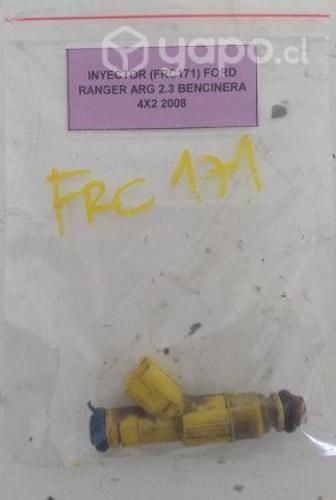 yapo.cl
INYECTOR (FRC171) FORD
RANGER ARG 2.3 BENCINERA
4X2 2008
FRC 171